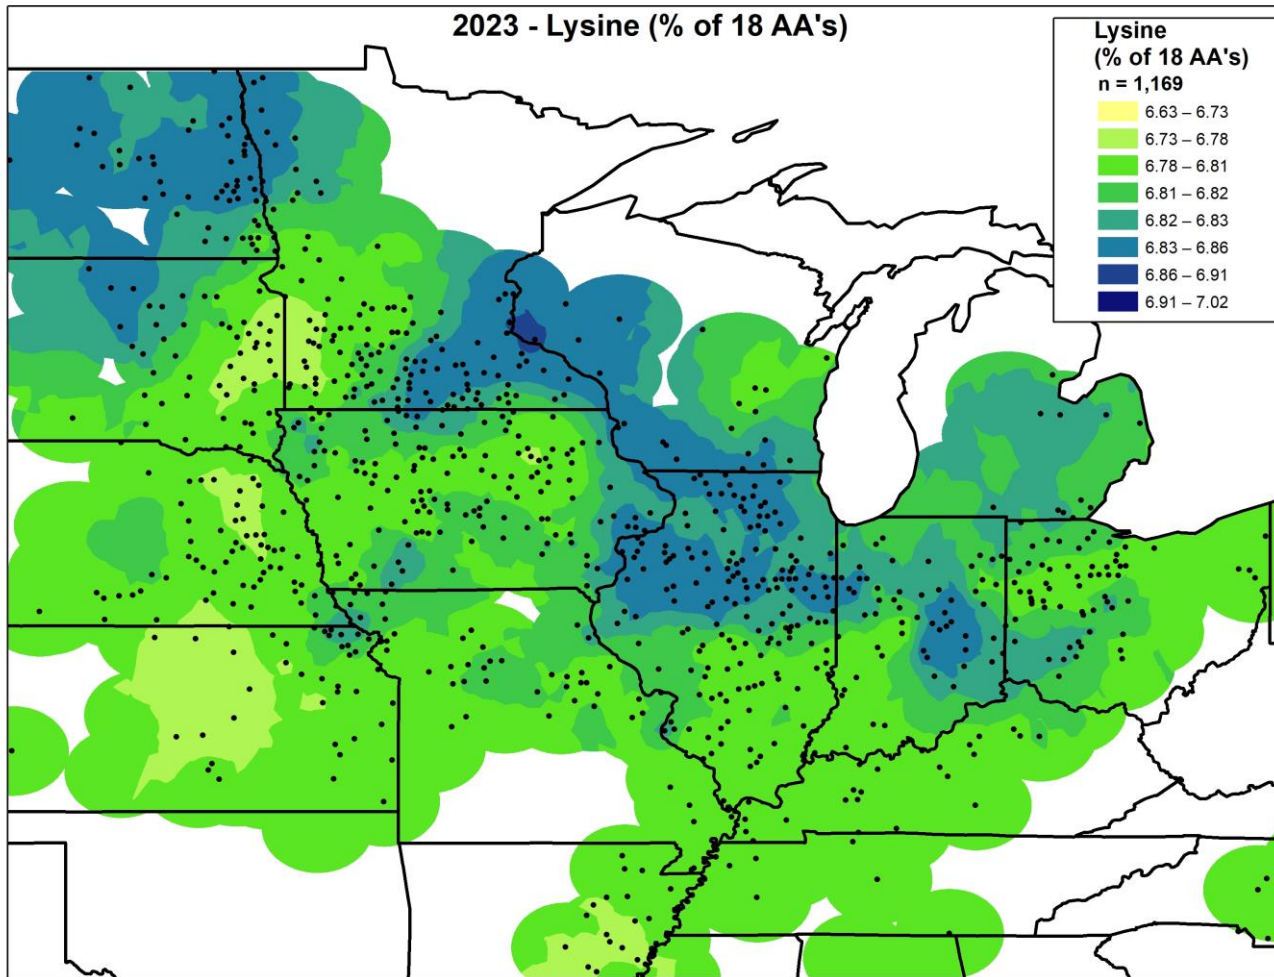 2023 - Lysine (% of 18 AA's)
Lysine
(% of 18 AA's)
n = 1,169
6.63 – 6.73
6.73 – 6.78
6.78 – 6.81
6.81 – 6.82
6.82 – 6.83
6.83 – 6.86
6.86 – 6.91
6.91 – 7.02